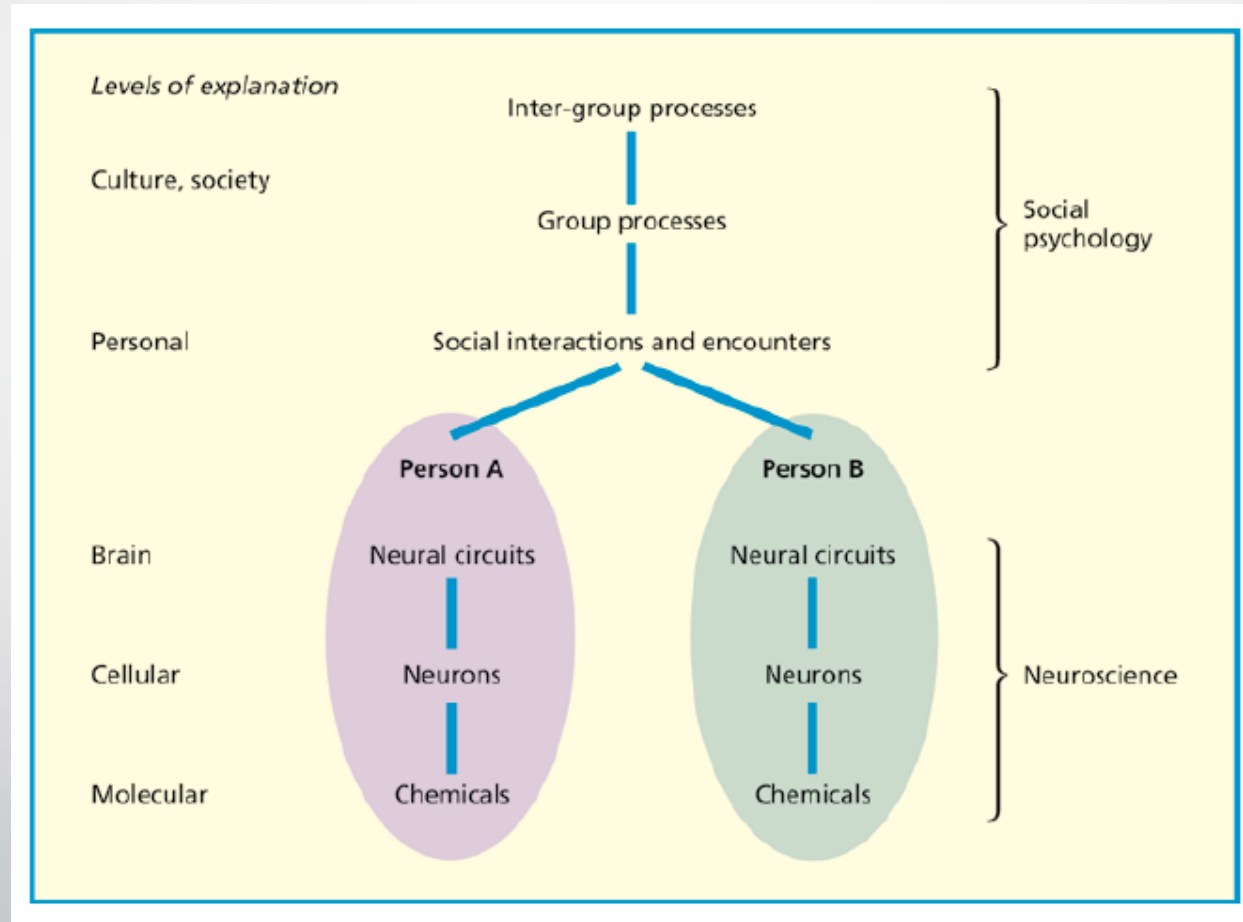 Levels of explanation
Inter-group processes
Culture, society
Group processes
Social
psychology
Personal
Social interactions and encounters
Person A
Person B
Brain
Neural circuits
Neural circuits
Cellular
Neurons
Neurons
Neuroscience
Molecular
Chemicals
Chemicals